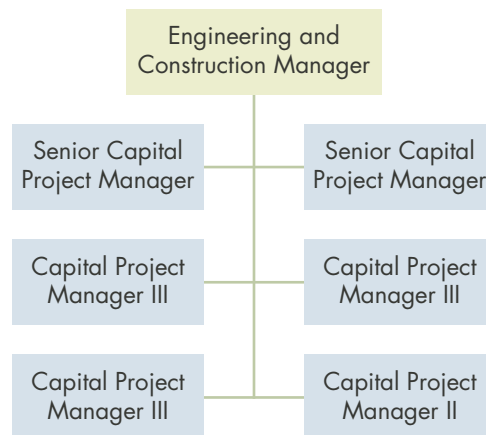 Engineering and
Construction Manager
Senior Capital
Project Manager
Senior Capital
Project Manager
Capital Project
Manager III
Capital Project
Manager III
Capital Project
Manager III
Capital Project
Manager II